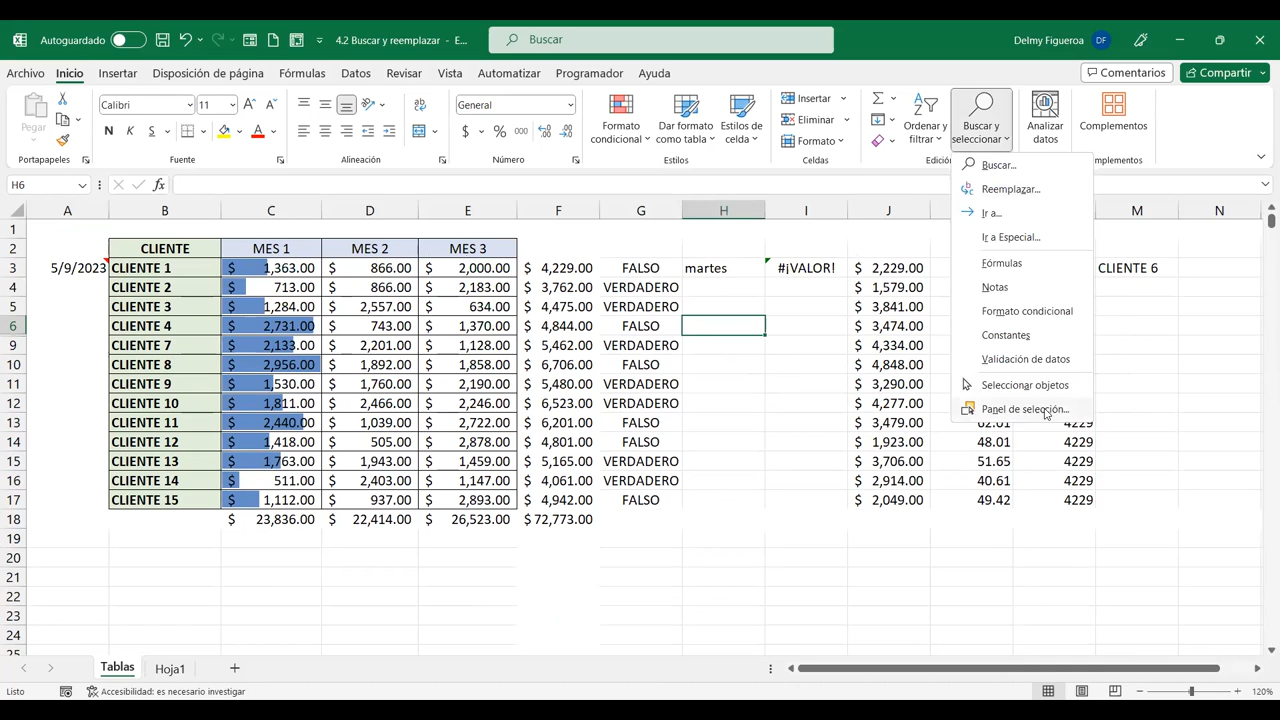 Autoguardado
4.2 Buscar y reemplazar - E...
Buscar
Delmy Figueroa DF
Archivo Inicio Insertar Disposición de página Fórmulas Datos Revisar Vista Automatizar Programador Ayuda
Comentarios Compartir
Pegar
Calibri 11
N K S
General
$ % 000
Formato condicional
Dar formato como tabla
Estilos de celda
Insertar
Eliminar
Formato
Ordenar y filtrar
Buscar y seleccionar
Analizar datos
Complementos
Portapapeles Fuente Alineación Número Estilos Celdas Edició mplementos
H6 fx
Buscar...
Reemplazar...
Ir a...
Ir a Especial...
Fórmulas
Notas
Formato condicional
Constantes
Validación de datos
Seleccionar objetos
Panel de selección...
A B C D E F G H I J M N
1
2 CLIENTE MES 1 MES 2 MES 3
3 5/9/2023 CLIENTE 1 $ 1,363.00 $ 866.00 $ 2,000.00 $ 4,229.00 FALSO martes #¡VALOR! $ 2,229.00 CLIENTE 6
4 CLIENTE 2 $ 713.00 $ 866.00 $ 2,183.00 $ 3,762.00 VERDADERO $ 1,579.00
5 CLIENTE 3 $ 1,284.00 $ 2,557.00 $ 634.00 $ 4,475.00 VERDADERO $ 3,841.00
6 CLIENTE 4 $ 2,731.00 $ 743.00 $ 1,370.00 $ 4,844.00 FALSO $ 3,474.00
9 CLIENTE 7 $ 2,133.00 $ 2,201.00 $ 1,128.00 $ 5,462.00 VERDADERO $ 4,334.00
10 CLIENTE 8 $ 2,956.00 $ 1,892.00 $ 1,858.00 $ 6,706.00 FALSO $ 4,848.00
11 CLIENTE 9 $ 1,530.00 $ 1,760.00 $ 2,190.00 $ 5,480.00 VERDADERO $ 3,290.00
12 CLIENTE 10 $ 1,811.00 $ 2,466.00 $ 2,246.00 $ 6,523.00 VERDADERO $ 4,277.00
13 CLIENTE 11 $ 2,440.00 $ 1,039.00 $ 2,722.00 $ 6,201.00 FALSO $ 3,479.00 62.01 4229
14 CLIENTE 12 $ 1,418.00 $ 505.00 $ 2,878.00 $ 4,801.00 FALSO $ 1,923.00 48.01 4229
15 CLIENTE 13 $ 1,763.00 $ 1,943.00 $ 1,459.00 $ 5,165.00 VERDADERO $ 3,706.00 51.65 4229
16 CLIENTE 14 $ 511.00 $ 2,403.00 $ 1,147.00 $ 4,061.00 VERDADERO $ 2,914.00 40.61 4229
17 CLIENTE 15 $ 1,112.00 $ 937.00 $ 2,893.00 $ 4,942.00 FALSO $ 2,049.00 49.42 4229
18 $ 23,836.00 $ 22,414.00 $ 26,523.00 $ 72,773.00
19
20
21
22
23
24
25
Tablas Hoja1
Listo Accesibilidad: es necesario investigar 120%